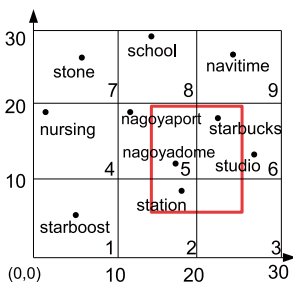 30
school
navitime
stone
7
8
9
20
nursing
nagoyaport
starbucks
nagoyadome
studio
4
5
6
10
station
starboost
1
2
3
(0,0)
10
20
30